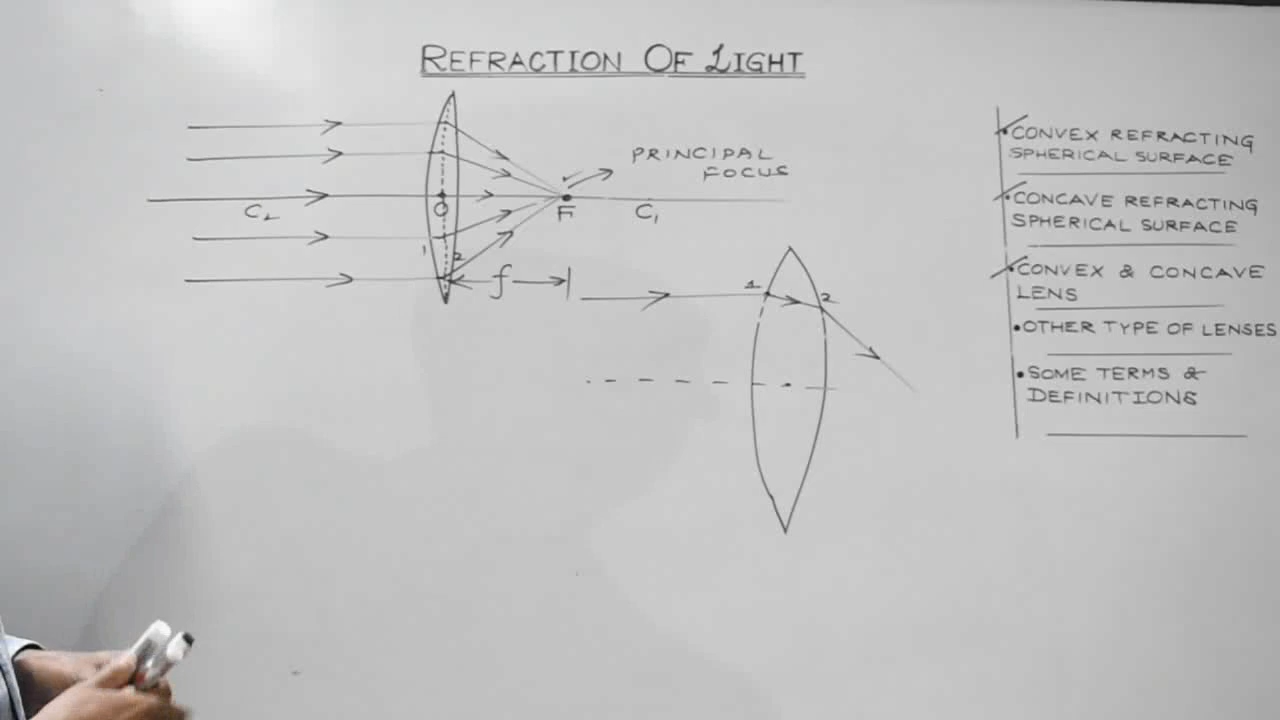 REFRACTION OF LIGHT
PRINCIPAL
FOCUS
C₂
O
F
C₁
1
2
f
1
2
CONVEX REFRACTING
SPHERICAL SURFACE
CONCAVE REFRACTING
SPHERICAL SURFACE
CONVEX & CONCAVE
LENS
• OTHER TYPE OF LENSES
• SOME TERMS &
DEFINITIONS